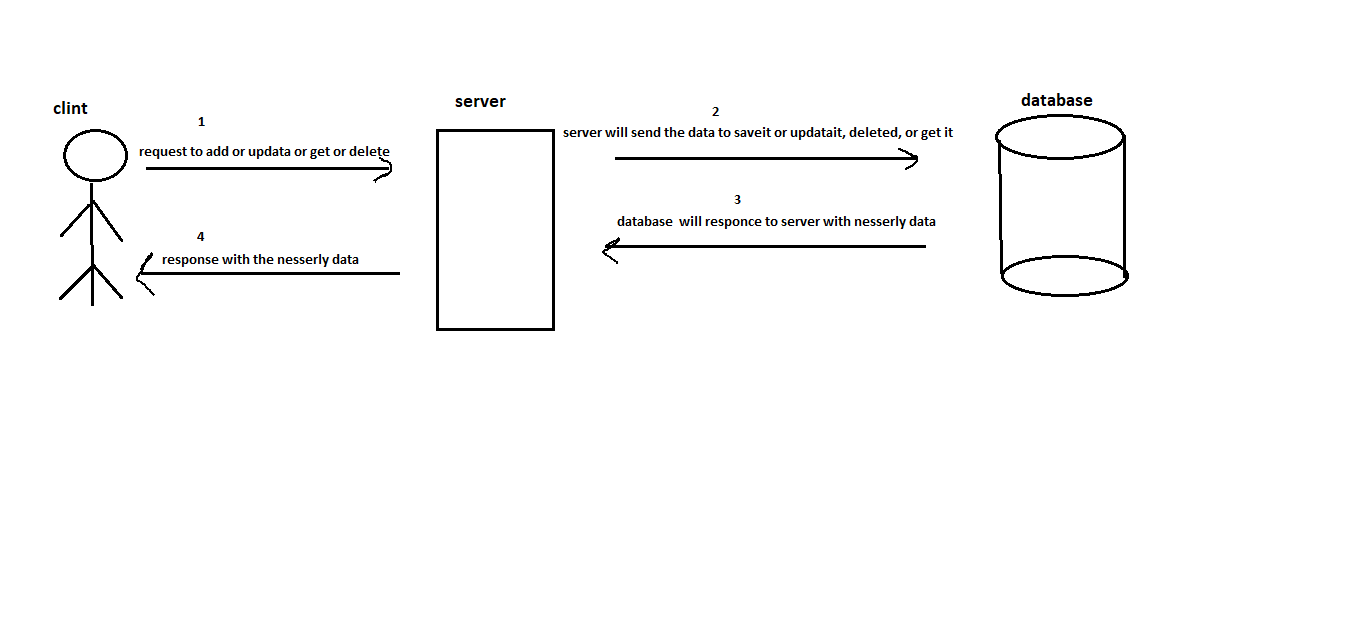 clint
server
database
1
request to add or updata or get or delete
2
server will send the data to saveit or updatait, deleted, or get it
3
database  will responce to server with nesserly data
4
response with the nesserly data